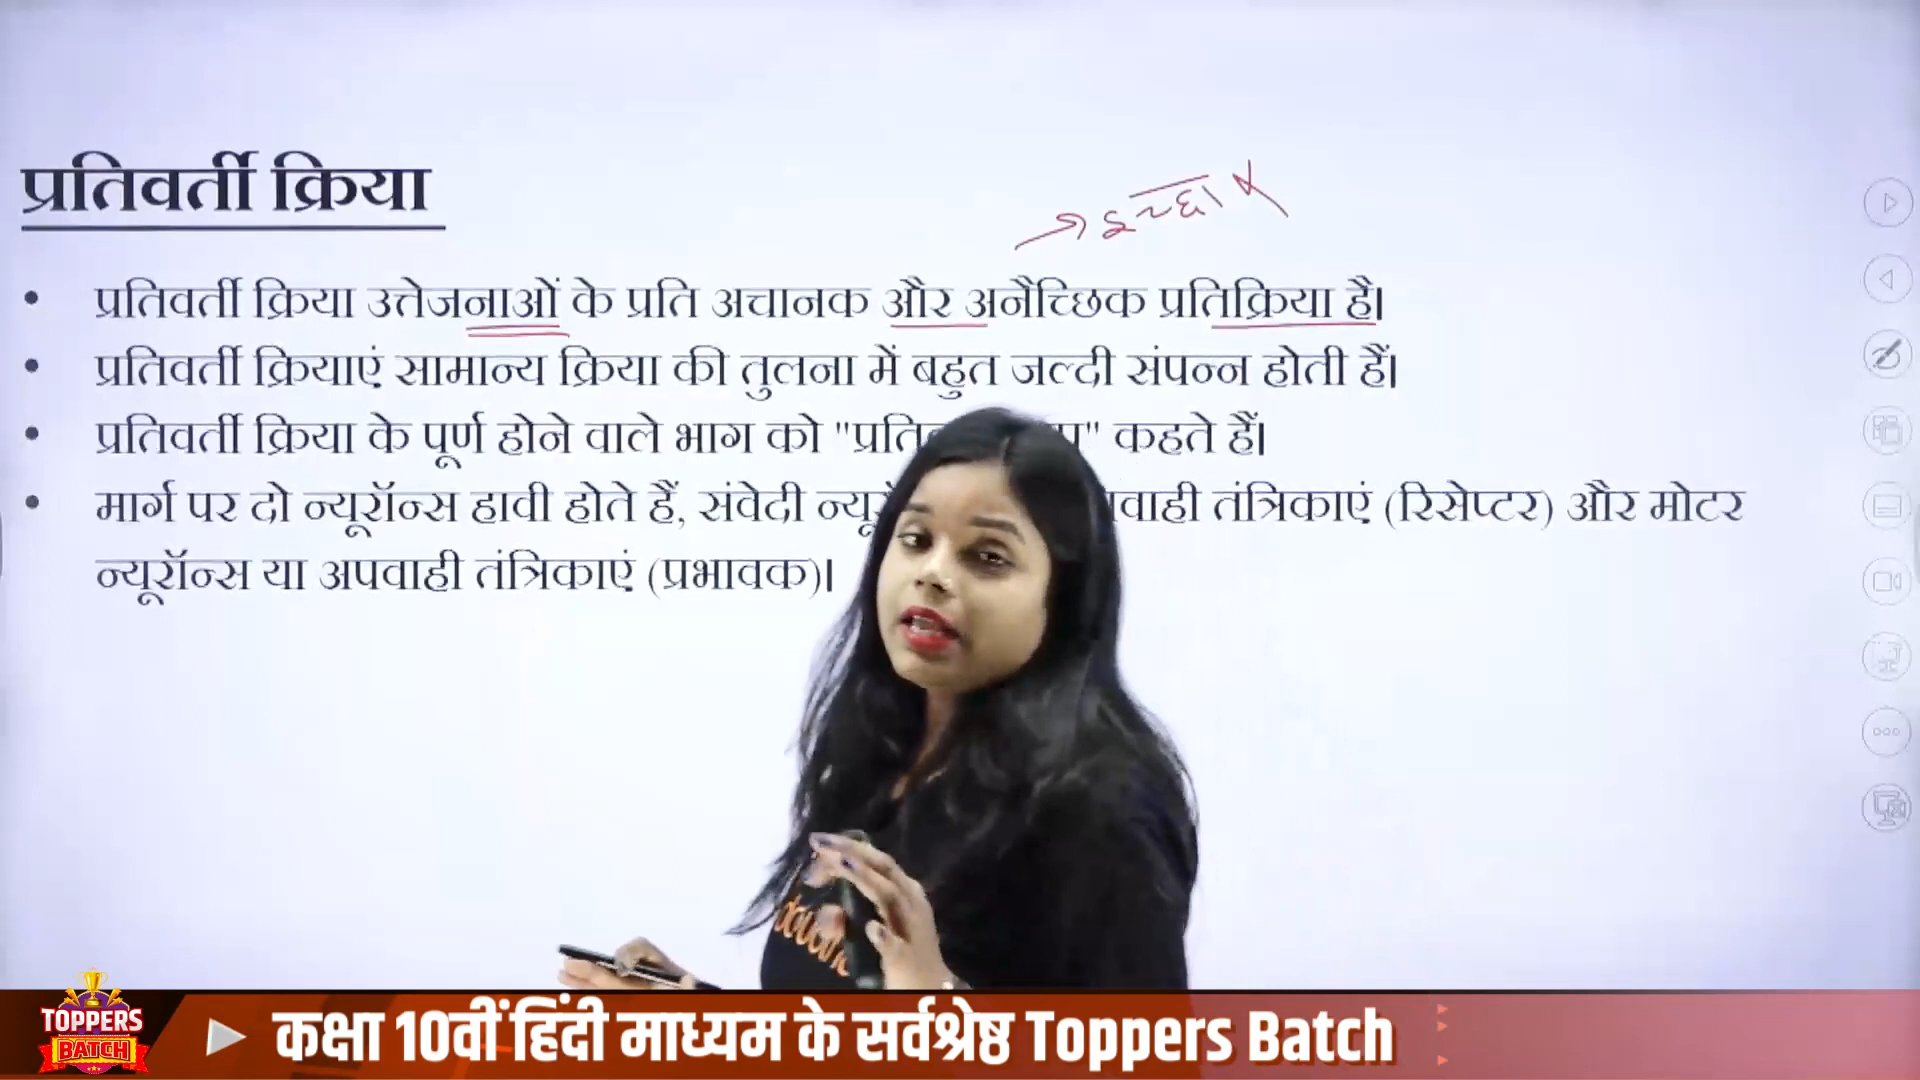 प्रतिवर्ती क्रिया
इच्छा
• प्रतिवर्ती क्रिया उत्तेजनाओं के प्रति अचानक और अनैच्छिक प्रतिक्रिया है।
• प्रतिवर्ती क्रियाएं सामान्य क्रिया की तुलना में बहुत जल्दी संपन्न होती हैं।
• प्रतिवर्ती क्रिया के पूर्ण होने वाले भाग को कहते हैं।
• मार्ग पर दो न्यूरॉन्स हावी होते हैं, संवेदी तंत्रिकाएं (रिसेप्टर) और मोटर
न्यूरॉन्स या अपवाही तंत्रिकाएं (प्रभावक)।
TOPPERS
BATCH
कक्षा 10वीं हिंदी माध्यम के सर्वश्रेष्ठ Toppers Batch